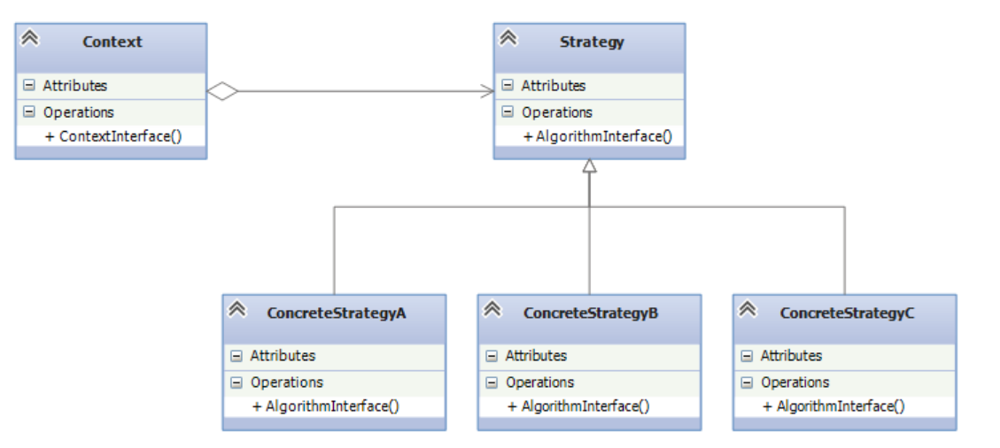 Context
Attributes
Operations
+ ContextInterface()
Strategy
Attributes
Operations
+ AlgorithmInterface()
ConcreteStrategyA
Attributes
Operations
+ AlgorithmInterface()
ConcreteStrategyB
Attributes
Operations
+ AlgorithmInterface()
ConcreteStrategyC
Attributes
Operations
+ AlgorithmInterface()